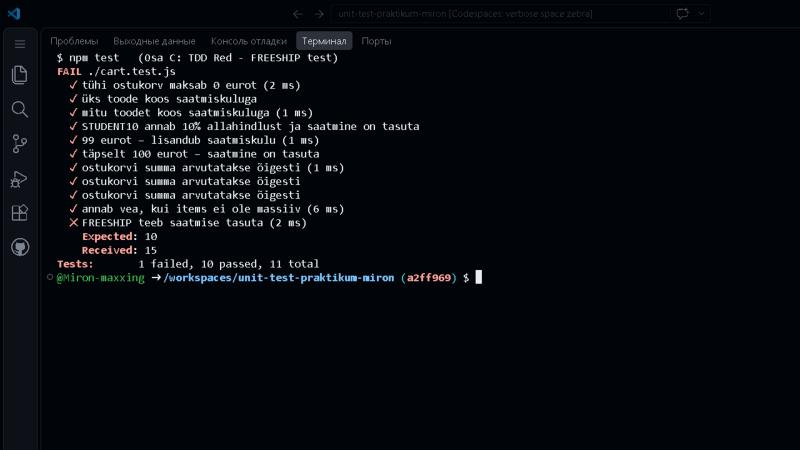 unit-test-praktikum-miron [Codespaces: verbose space zebra]
Проблемы Выходные данные Консоль отладки Терминал Порты
$ npm test (Osa C: TDD Red - FREESHIP test)
FAIL ./cart.test.js
✓ tühi ostukorv maksab 0 eurot (2 ms)
✓ üks toode koos saatmiskuluga
✓ mitu toodet koos saatmiskuluga (1 ms)
✓ STUDENT10 annab 10% allahindlust ja saatmine on tasuta
✓ 99 eurot – lisandub saatmiskulu (1 ms)
✓ täpselt 100 eurot – saatmine on tasuta
✓ ostukorvi summa arvutatakse õigesti (1 ms)
✓ ostukorvi summa arvutatakse õigesti
✓ ostukorvi summa arvutatakse õigesti
✓ annab vea, kui items ei ole massiiv (6 ms)
✕ FREESHIP teeb saatmise tasuta (2 ms)
Expected: 10
Received: 15
Tests: 1 failed, 10 passed, 11 total
@Miron-maxxing ➜/workspaces/unit-test-praktikum-miron (a2ff969) $